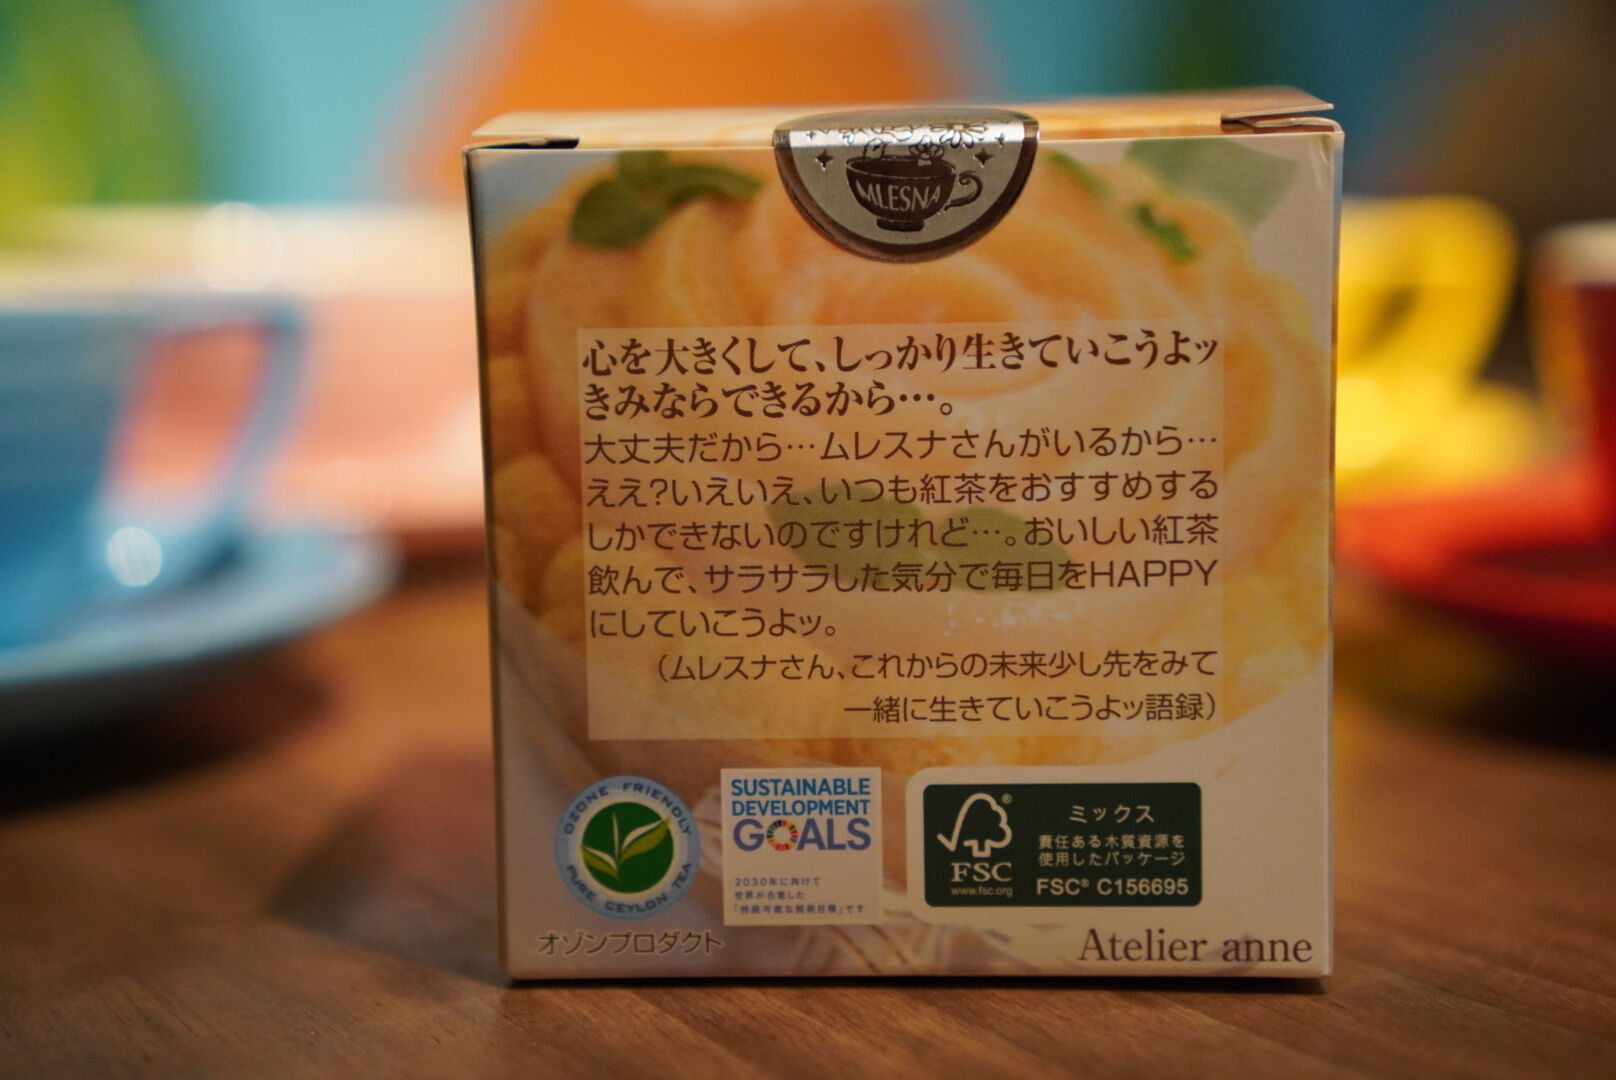 MLESNA
心を大きくして、しっかり生きていこうよッ
きみならできるから…。
大丈夫だから…ムレスナさんがいるから…
ええ?いえいえ、いつも紅茶をおすすめする
しかできないのですけれど…。おいしい紅茶
飲んで、サラサラした気分で毎日をHAPPY
にしていこうよッ。
(ムレスナさん、これからの未来少し先をみて
一緒に生きていこうよッ語録)
OZONE FRIENDLY
PURE CEYLON TEA
オゾンプロダクト
SUSTAINABLE
DEVELOPMENT
GOALS
2030年に向けて
世界が合意した
「持続可能な開発目標」です
FSC
www.fsc.org
ミックス
責任ある木質資源を
使用したパッケージ
FSC® C156695
Atelier anne